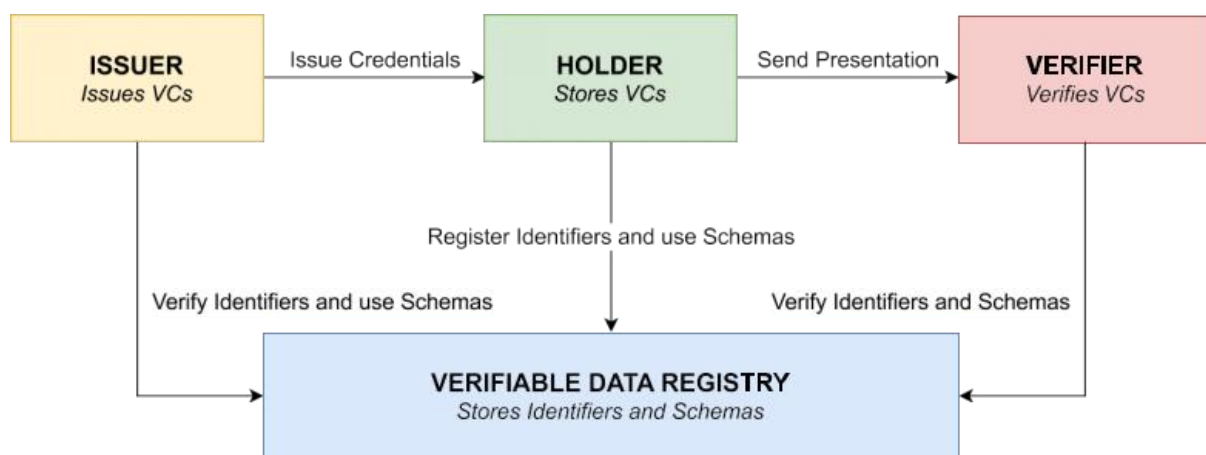 ISSUER
Issues VCs
Issue Credentials
HOLDER
Stores VCs
Send Presentation
VERIFIER
Verifies VCs
Register Identifiers and use Schemas
Verify Identifiers and use Schemas
Verify Identifiers and Schemas
VERIFIABLE DATA REGISTRY
Stores Identifiers and Schemas